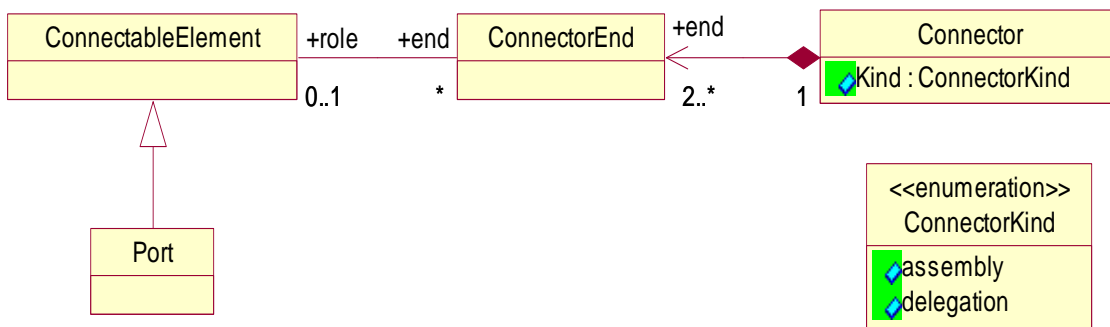 ConnectableElement
+role
+end
0..1
*
ConnectorEnd
+end
2..*
1
Connector
Kind : ConnectorKind
Port
<<enumeration>>
ConnectorKind
assembly
delegation